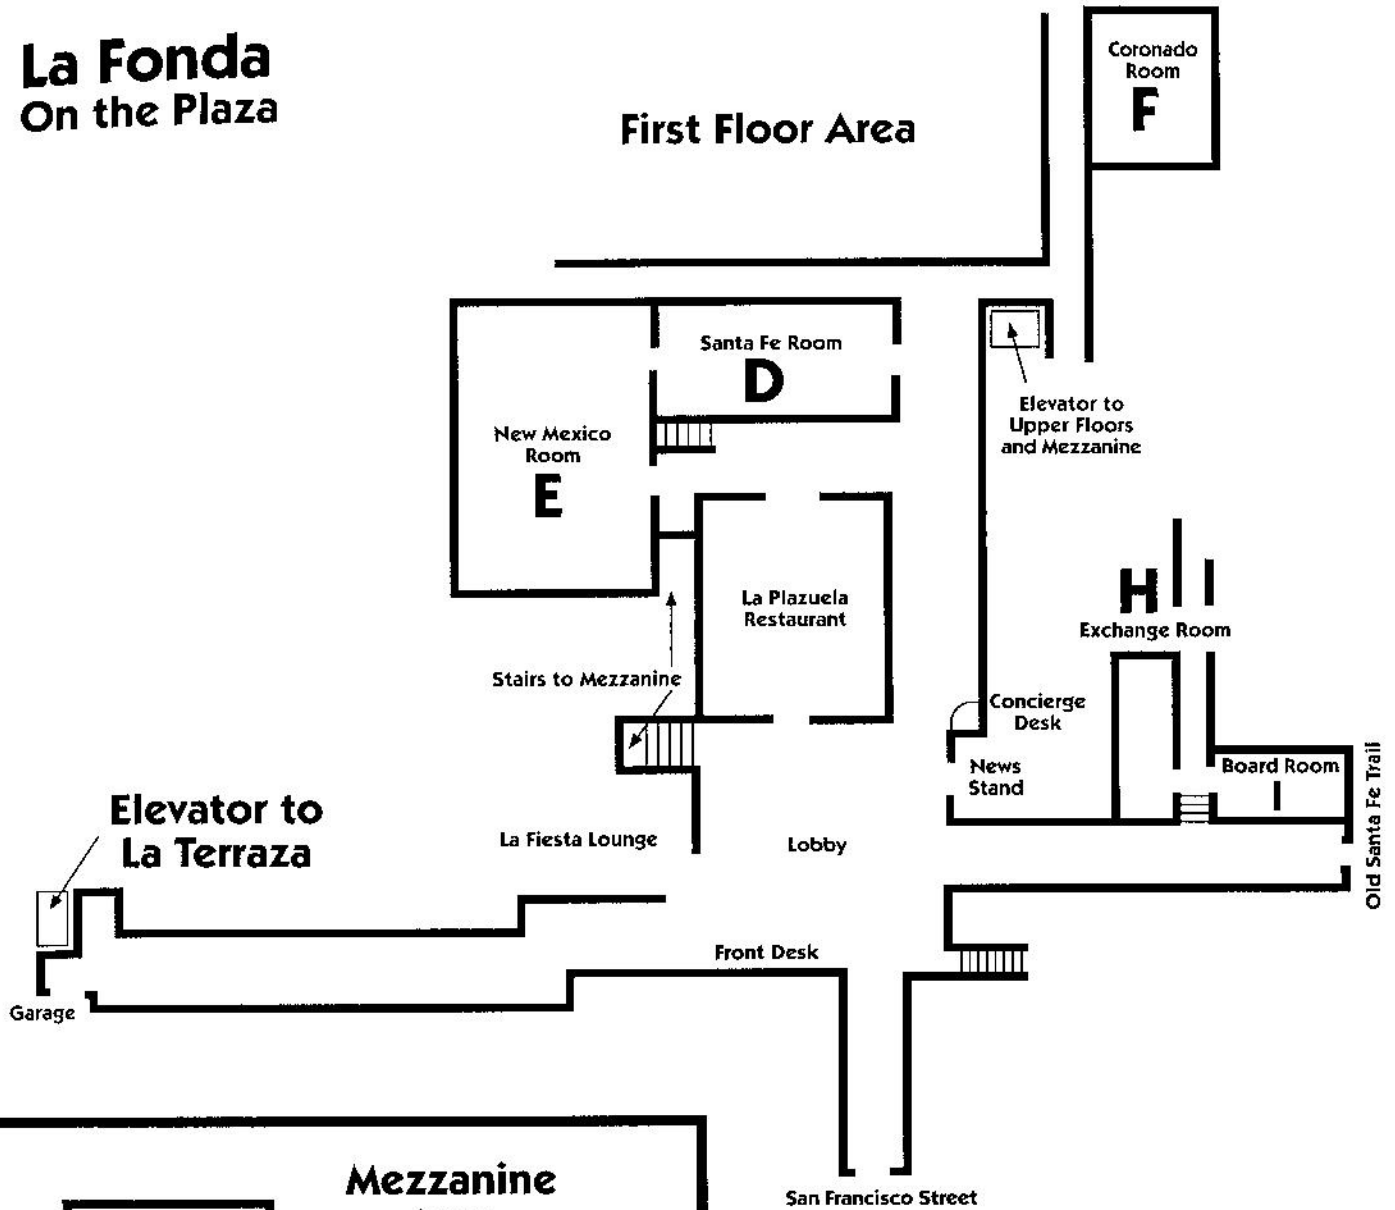 La Fonda
On the Plaza
First Floor Area
Coronado
Room
F
Santa Fe Room
D
Elevator to
Upper Floors
and Mezzanine
New Mexico
Room
E
La Plazuela
Restaurant
H
Exchange Room
Stairs to Mezzanine
Concierge
Desk
News
Stand
Board Room
I
Old Santa Fe Trail
Elevator to
La Terraza
La Fiesta Lounge
Lobby
Front Desk
Garage
Mezzanine
San Francisco Street